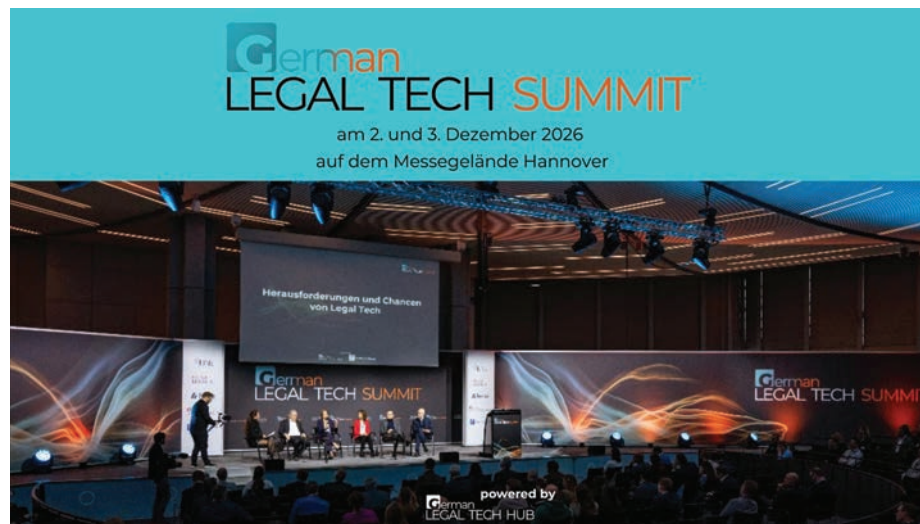 German
LEGAL TECH SUMMIT
am 2. und 3. Dezember 2026
auf dem Messegelände Hannover
Herausforderungen und Chancen
von Legal Tech
German
LEGAL TECH SUMMIT
German
LEGAL TECH SUMMIT
powered by
German
LEGAL TECH HUB